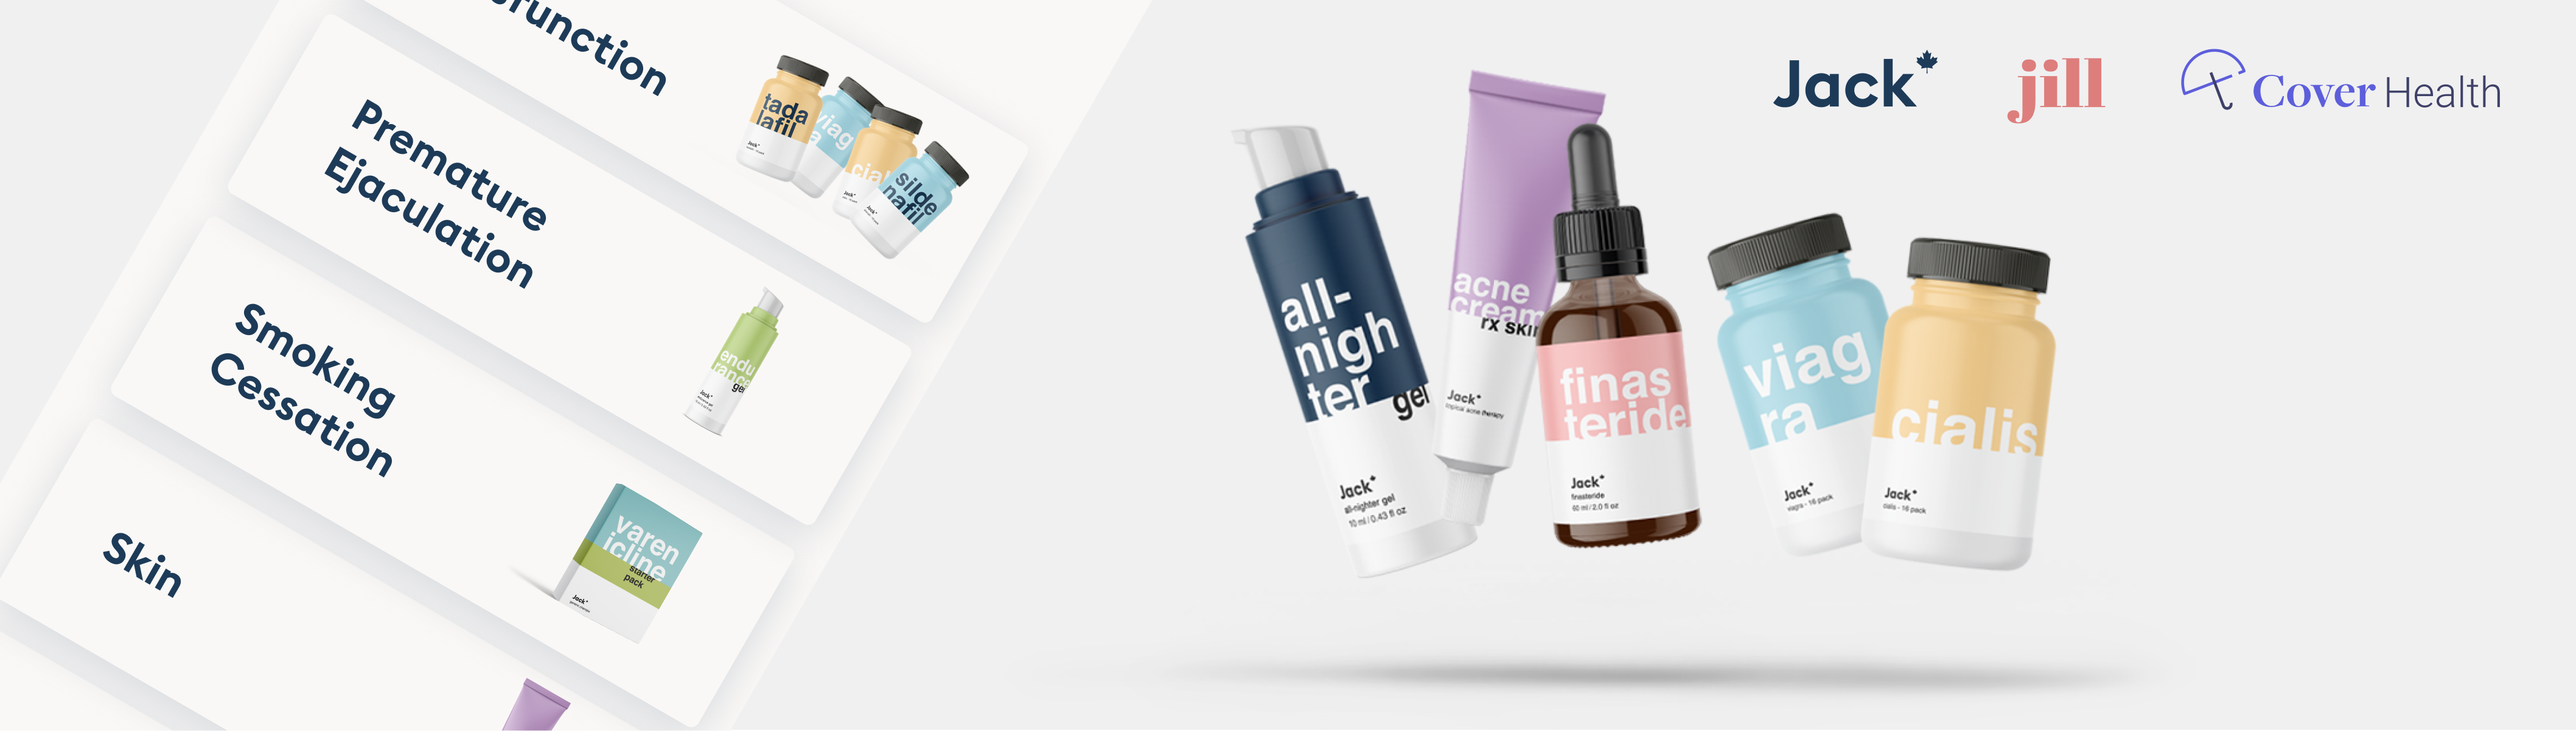 Premature
Ejaculation
Smoking
Cessation
Skin
tada
lafil
viag
cial
silde
nafil
endu
rance
gel
Jack
varen
icline
starter
pack
Jack
all-
nigh
ter
gel
Jack
all-nighter gel
10 ml / 0.43 fl oz
acne
cream
rx skin
Jack
topical acne therapy
finas
teride
Jack
finasteride
60 ml / 2.0 fl oz
viag
ra
Jack
viagra - 16 pack
cialis
Jack
cialis - 16 pack
Jack
jill
Cover Health